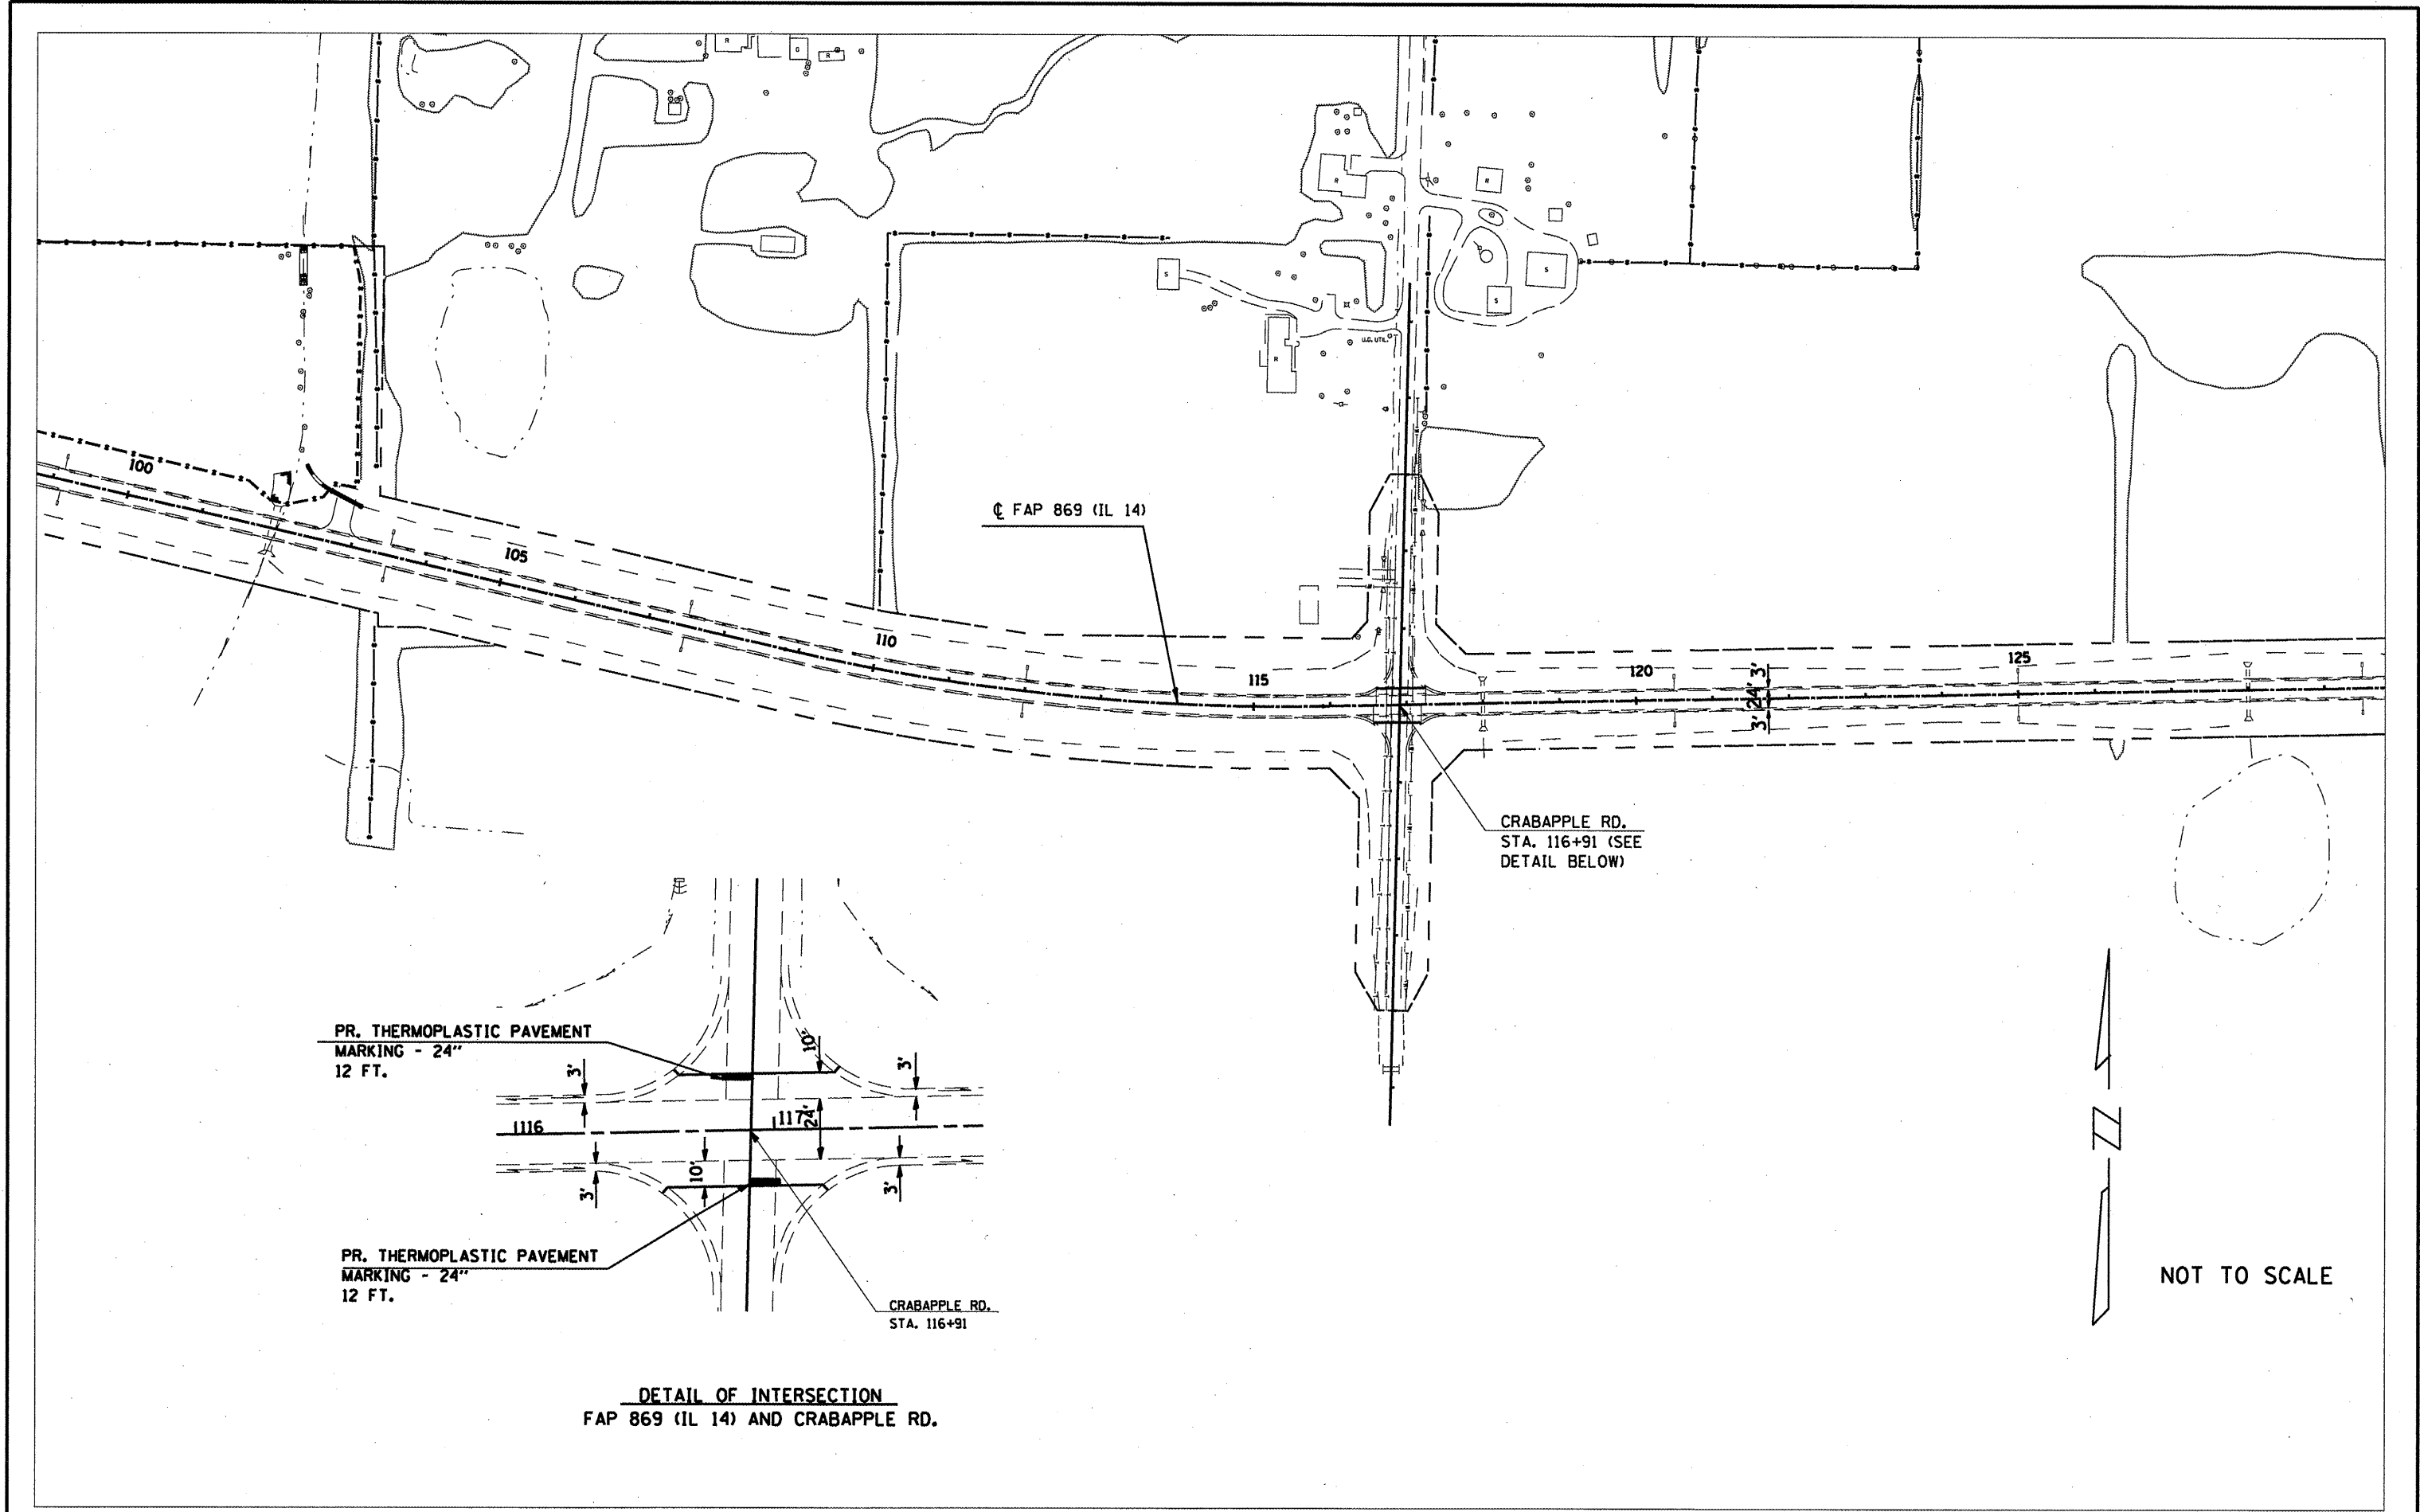 R
G
R
R
R
S
S
S
U.G. UTIL.
R
100
105
110
115
120
125
℄ FAP 869 (IL 14)
3'
24'
3'
CRABAPPLE RD.
STA. 116+91 (SEE
DETAIL BELOW)
PR. THERMOPLASTIC PAVEMENT
MARKING - 24"
12 FT.
10'
3'
3'
116
117
24'
10'
3'
3'
PR. THERMOPLASTIC PAVEMENT
MARKING - 24"
12 FT.
CRABAPPLE RD.
STA. 116+91
DETAIL OF INTERSECTION
FAP 869 (IL 14) AND CRABAPPLE RD.
N
NOT TO SCALE